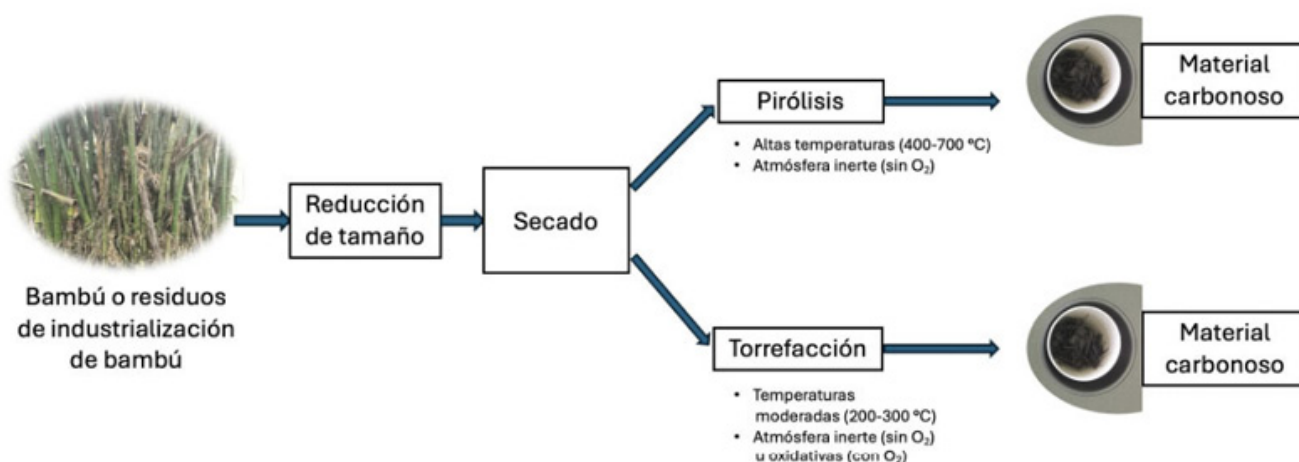 Bambú o residuos
de industrialización
de bambú
Reducción
de tamaño
Secado
Pirólisis
• Altas temperaturas (400-700 ºC)
• Atmósfera inerte (sin O₂)
Material
carbonoso
Torrefacción
• Temperaturas
moderadas (200-300 ºC)
• Atmósfera inerte (sin O₂)
u oxidativas (con O₂)
Material
carbonoso